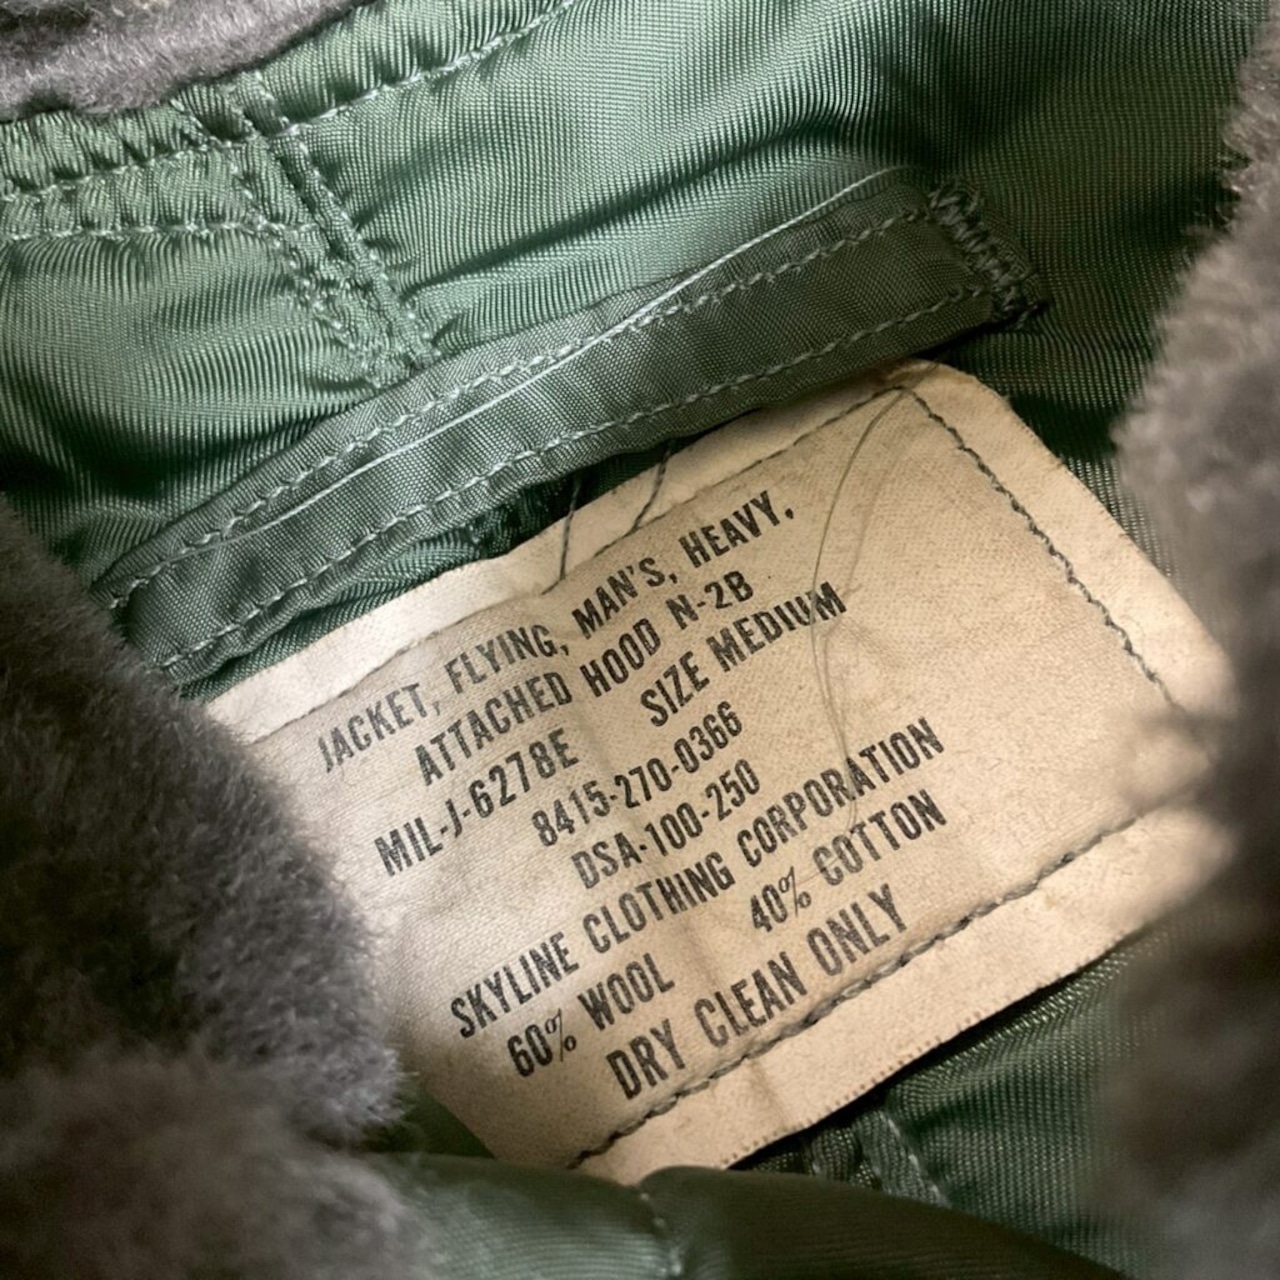 JACKET, FLYING, MAN'S, HEAVY,
ATTACHED HOOD N-2B
MIL-J-6278E SIZE MEDIUM
8415-270-0366
DSA-100-250
SKYLINE CLOTHING CORPORATION
60% WOOL 40% COTTON
DRY CLEAN ONLY